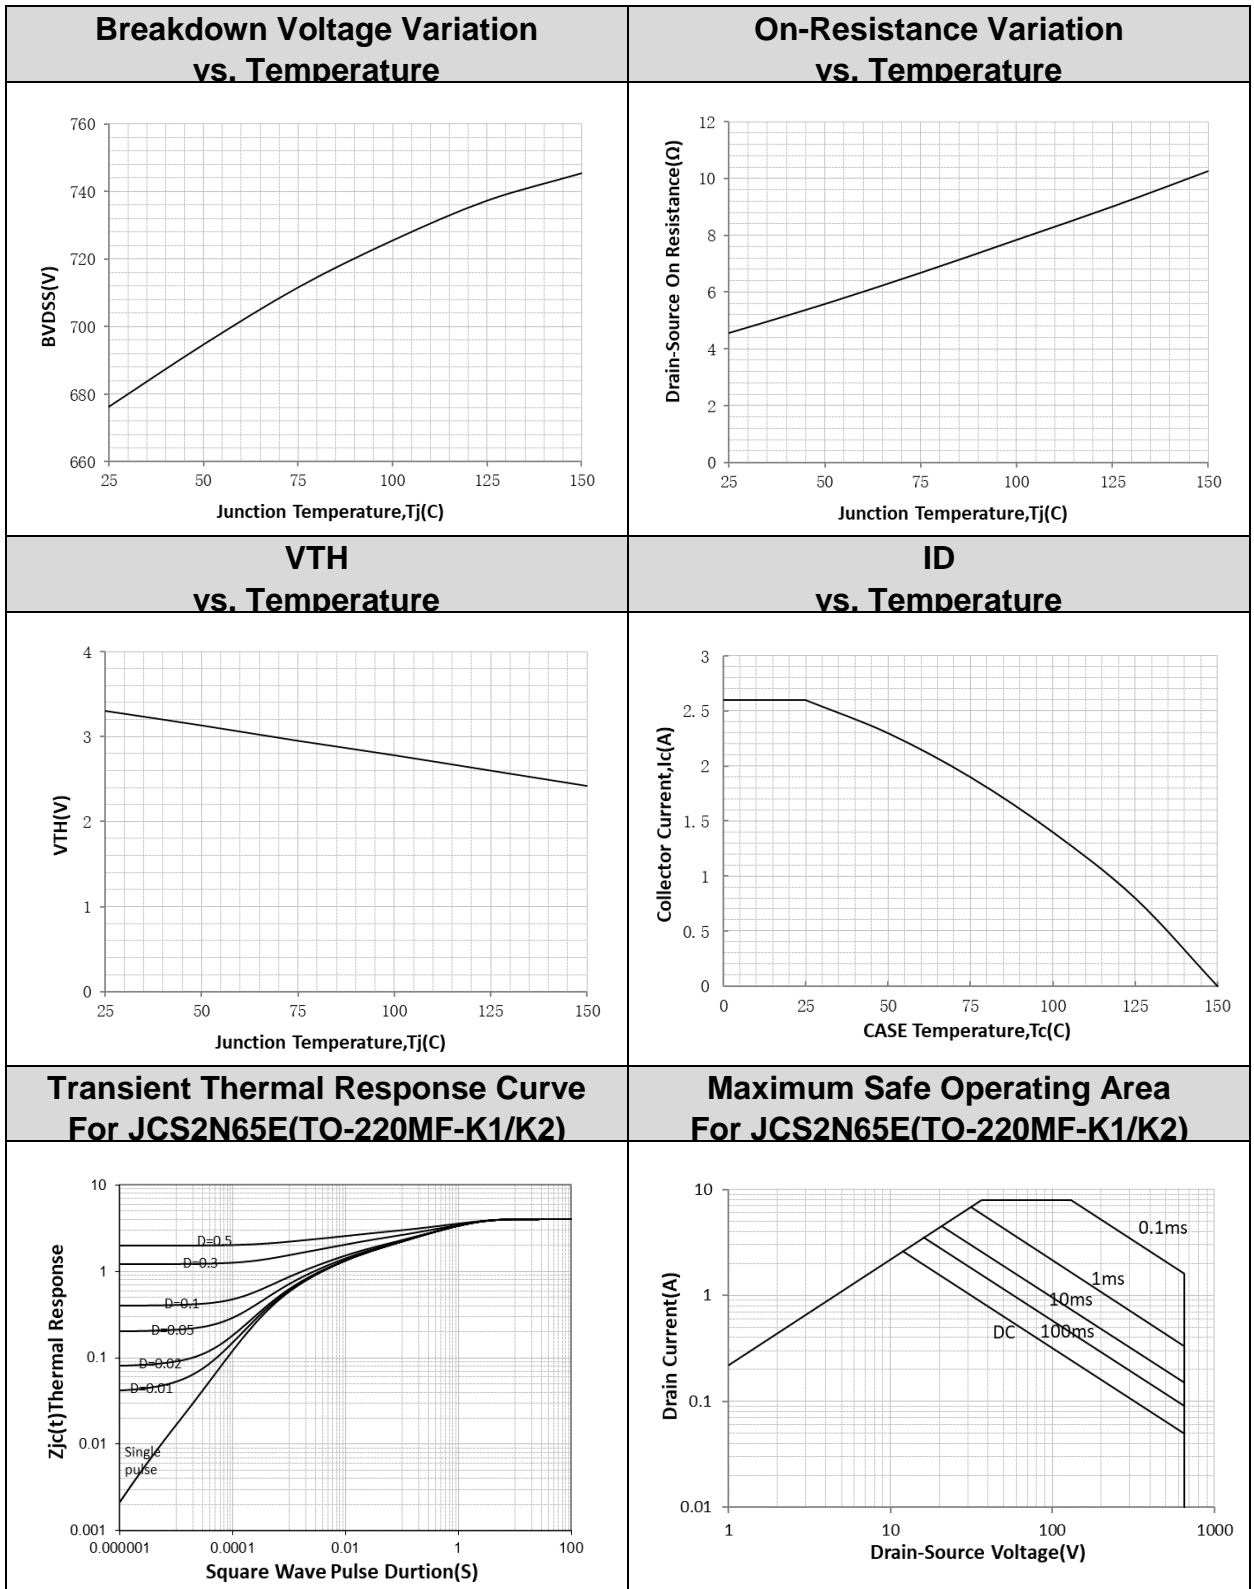 Breakdown Voltage Variation
vs. Temperature
On-Resistance Variation
vs. Temperature
760
740
720
700
680
660
25 50 75 100 125 150
BVDSS(V)
Junction Temperature,Tj(C)
12
10
8
6
4
2
0
25 50 75 100 125 150
Drain-Source On Resistance(Ω)
Junction Temperature,Tj(C)
VTH
vs. Temperature
ID
vs. Temperature
4
3
2
1
0
25 50 75 100 125 150
VTH(V)
Junction Temperature,Tj(C)
3
2.5
2
1.5
1
0.5
0
0 25 50 75 100 125 150
Collector Current,Ic(A)
CASE Temperature,Tc(C)
Transient Thermal Response Curve
For JCS2N65E(TO-220MF-K1/K2)
Maximum Safe Operating Area
For JCS2N65E(TO-220MF-K1/K2)
10
1
0.1
0.01
0.001
0.000001 0.0001 0.01 1 100
D=0.5
D=0.3
D=0.1
D=0.05
D=0.02
D=0.01
Single
pulse
Zjc(t)Thermal Response
Square Wave Pulse Durtion(S)
10
1
0.1
0.01
1 10 100 1000
0.1ms
1ms
10ms
100ms
DC
Drain Current(A)
Drain-Source Voltage(V)